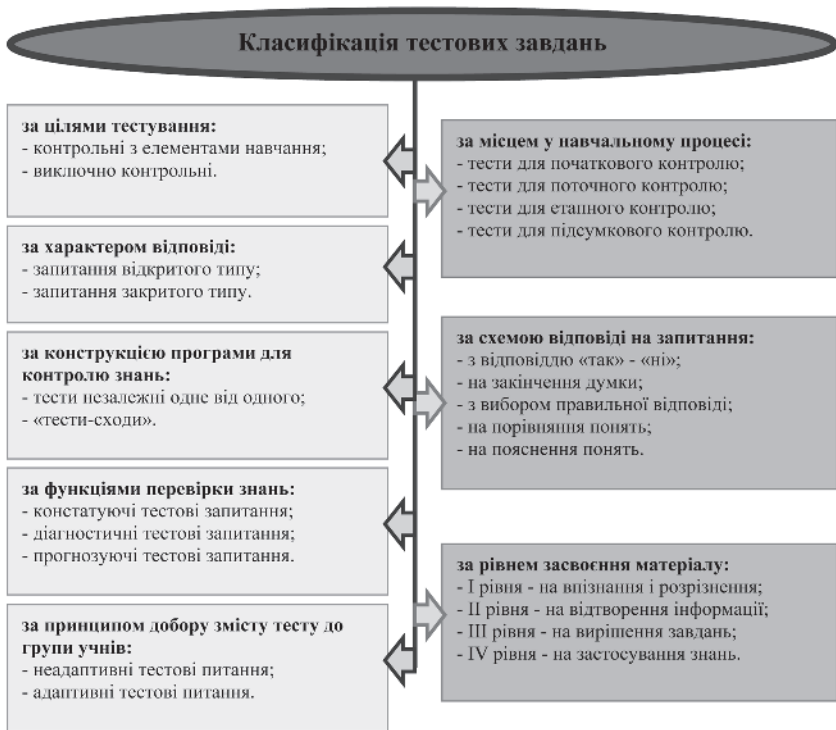 Класифікація тестових завдань
за цілями тестування:
- контрольні з елементами навчання;
- виключно контрольні.
за характером відповіді:
- запитання відкритого типу;
- запитання закритого типу.
за конструкцією програми для
контролю знань:
- тести незалежні одне від одного;
- «тести-сходи».
за функціями перевірки знань:
- констатуючі тестові запитання;
- діагностичні тестові запитання;
- прогнозуючі тестові запитання.
за принципом добору змісту тесту до
групи учнів:
- неадаптивні тестові питання;
- адаптивні тестові питання.
за місцем у навчальному процесі:
- тести для початкового контролю;
- тести для поточного контролю;
- тести для етапного контролю;
- тести для підсумкового контролю.
за схемою відповіді на запитання:
- з відповіддю «так» - «ні»;
- на закінчення думки;
- з вибором правильної відповіді;
- на порівняння понять;
- на пояснення понять.
за рівнем засвоєння матеріалу:
- І рівня - на впізнання і розрізнення;
- ІІ рівня - на відтворення інформації;
- ІІІ рівня - на вирішення завдань;
- IV рівня - на застосування знань.